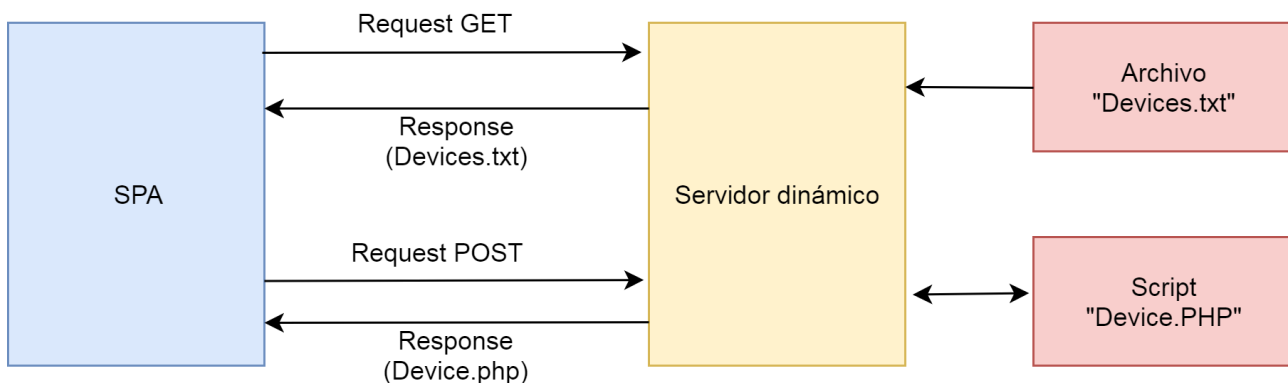 Request GET
Response
(Devices.txt)
SPA
Request POST
Response
(Device.php)
Servidor dinámico
Archivo
"Devices.txt"
Script
"Device.PHP"